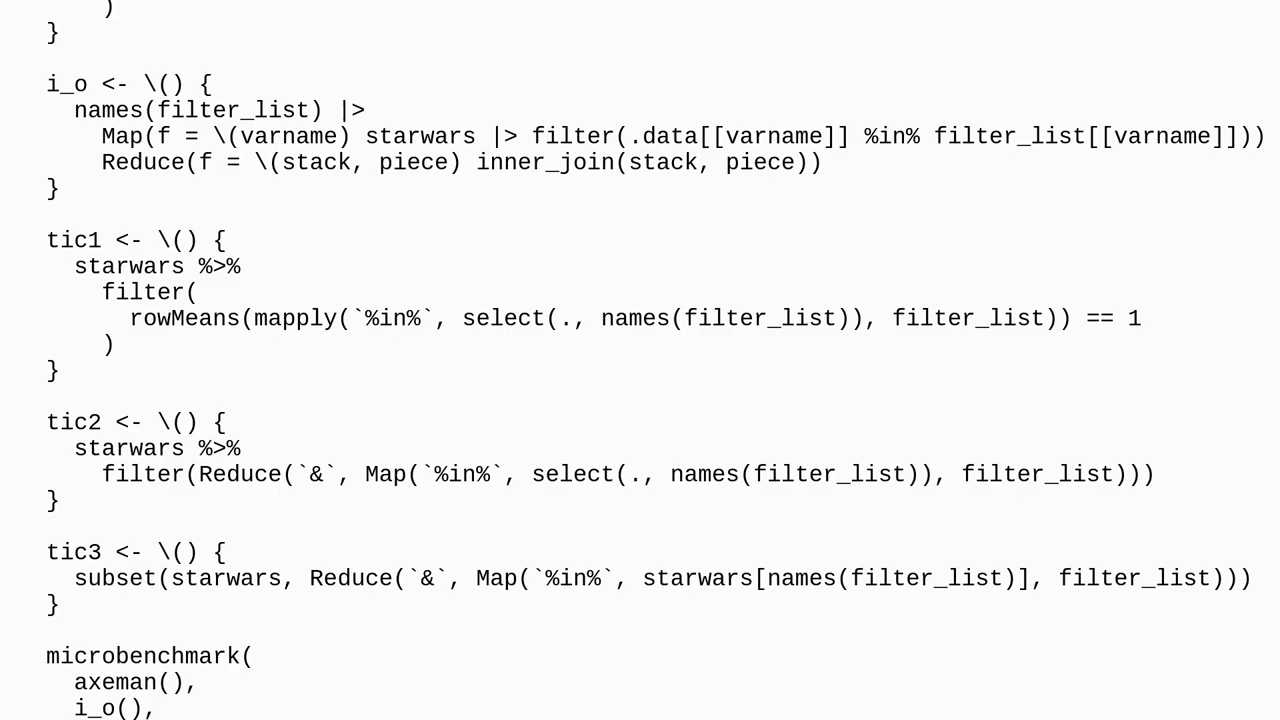 )
}

i_o <- \() {
  names(filter_list) |>
    Map(f = \(varname) starwars |> filter(.data[[varname]] %in% filter_list[[varname]]))
    Reduce(f = \(stack, piece) inner_join(stack, piece))
}

tic1 <- \() {
  starwars %>%
    filter(
      rowMeans(mapply(`%in%`, select(., names(filter_list)), filter_list)) == 1
    )
}

tic2 <- \() {
  starwars %>%
    filter(Reduce(`&`, Map(`%in%`, select(., names(filter_list)), filter_list)))
}

tic3 <- \() {
  subset(starwars, Reduce(`&`, Map(`%in%`, starwars[names(filter_list)], filter_list)))
}

microbenchmark(
  axeman(),
  i_o(),